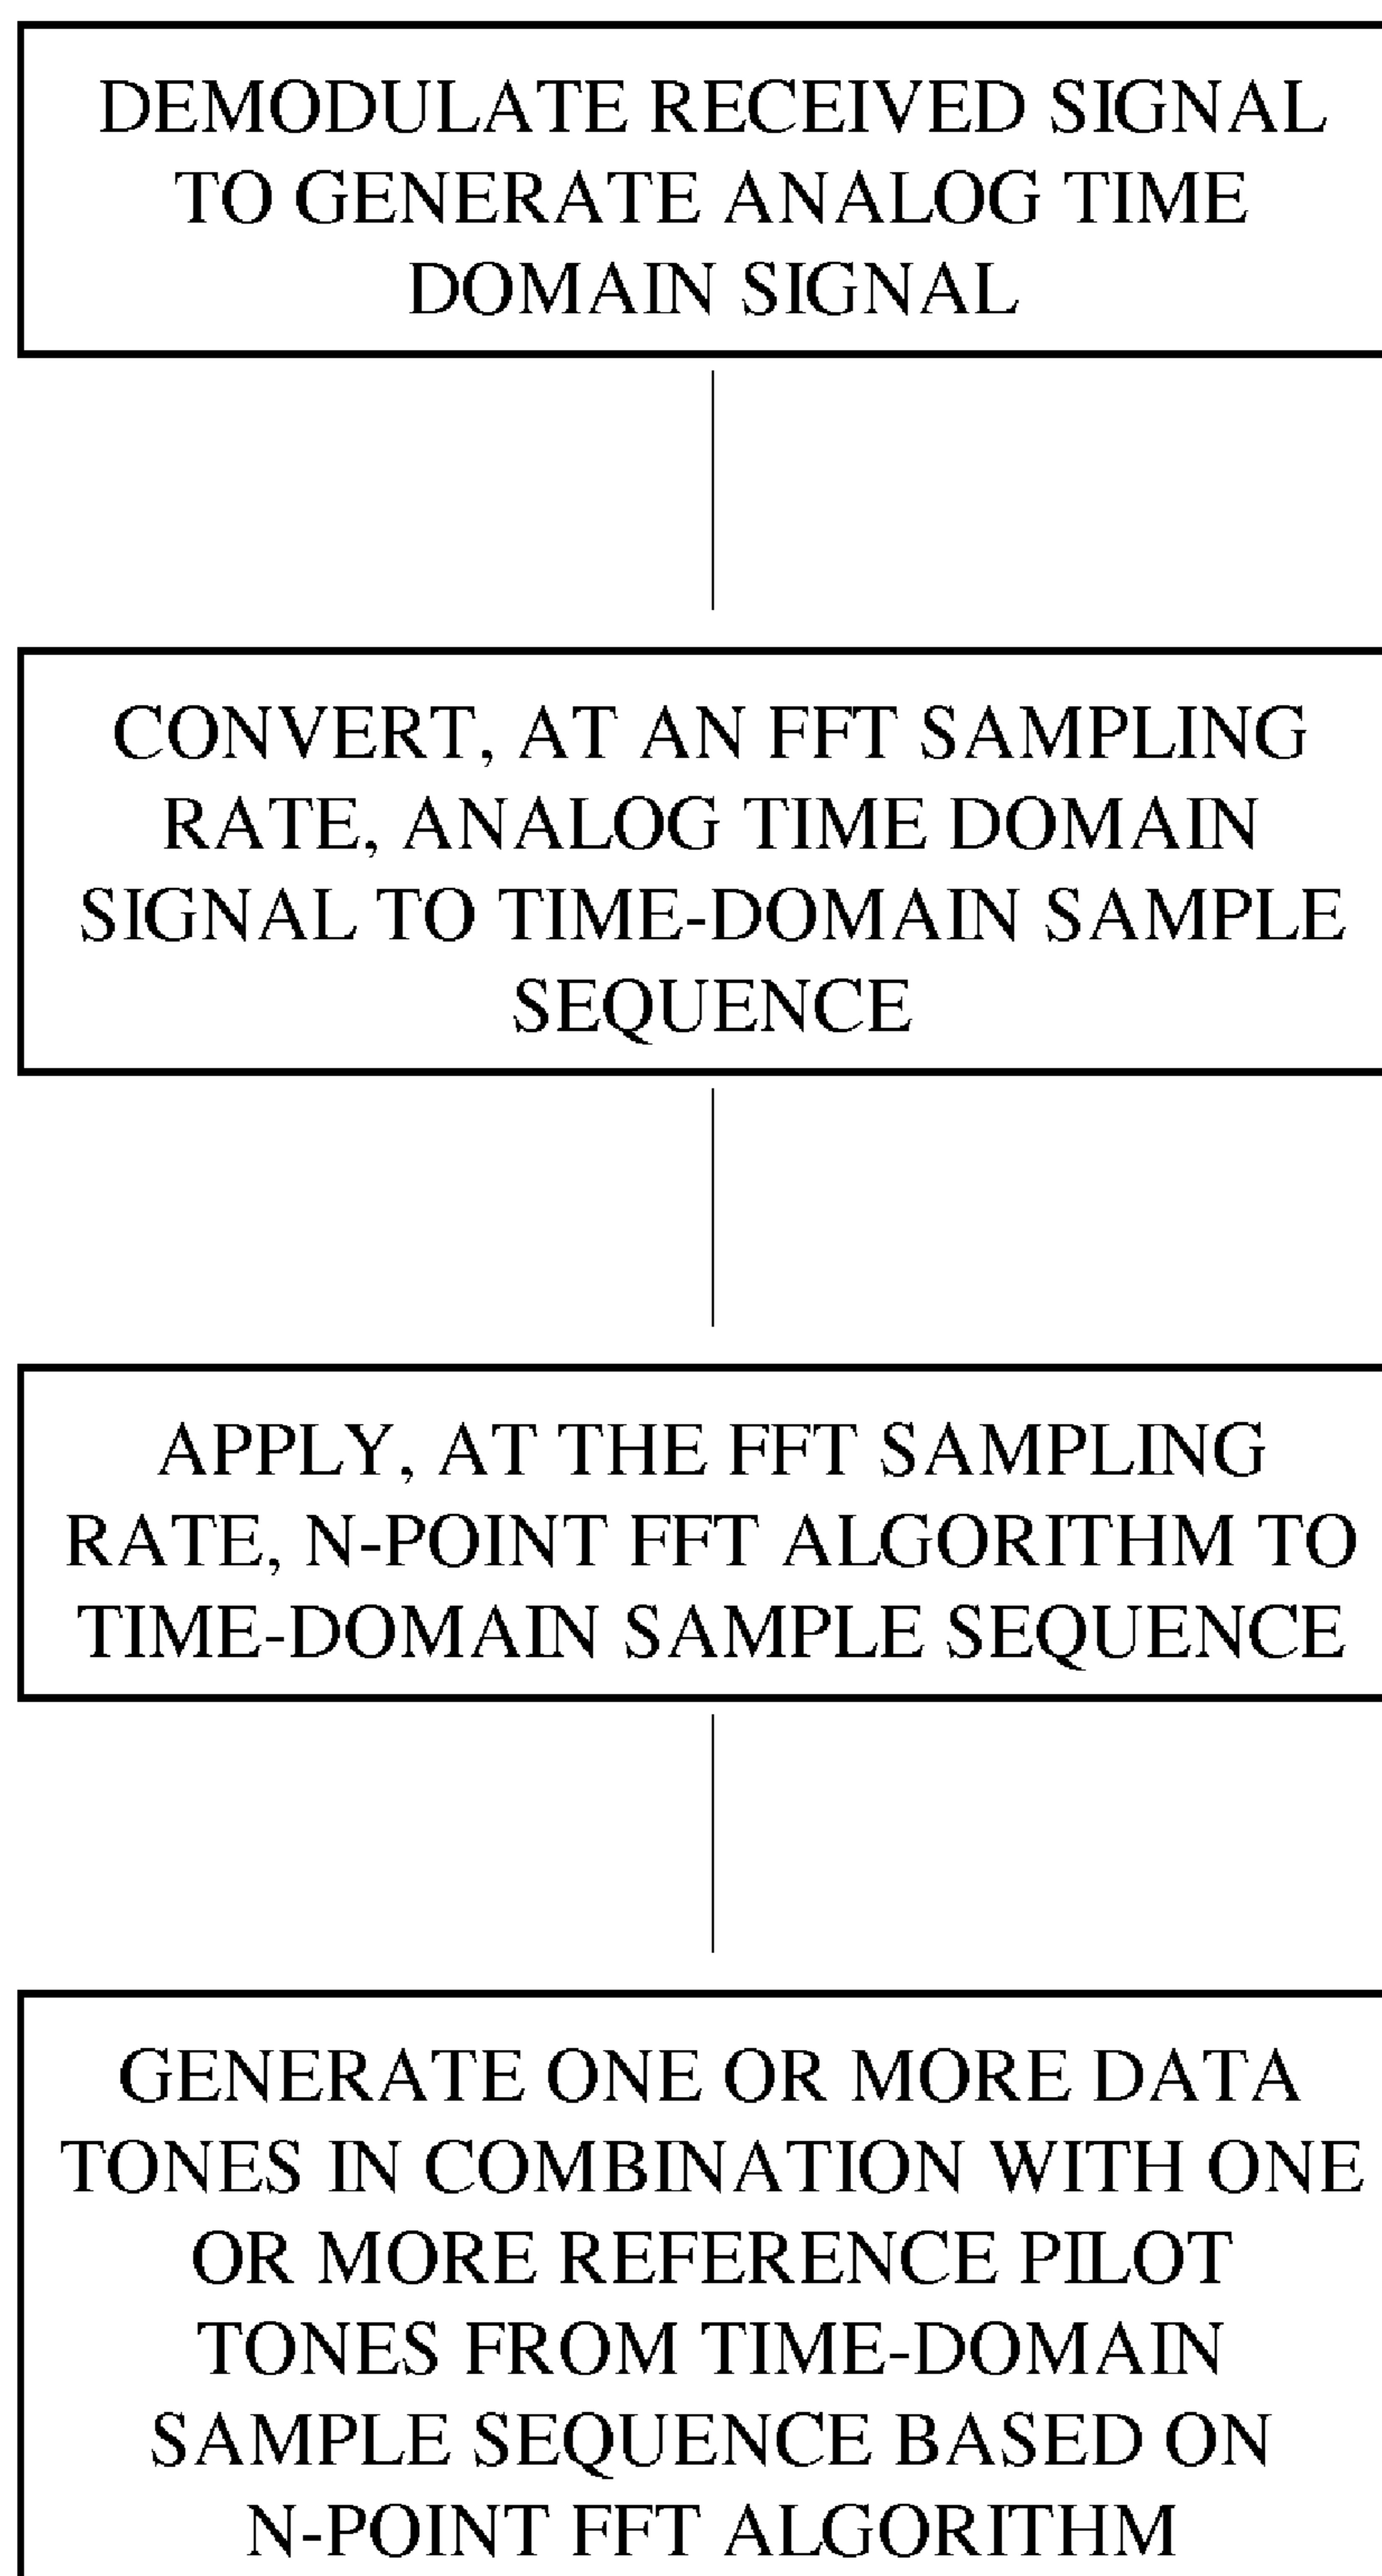 DEMODULATE RECEIVED SIGNAL
TO GENERATE ANALOG TIME
DOMAIN SIGNAL
CONVERT, AT AN FFT SAMPLING
RATE, ANALOG TIME DOMAIN
SIGNAL TO TIME-DOMAIN SAMPLE
SEQUENCE
APPLY, AT THE FFT SAMPLING
RATE, N-POINT FFT ALGORITHM TO
TIME-DOMAIN SAMPLE SEQUENCE
GENERATE ONE OR MORE DATA
TONES IN COMBINATION WITH ONE
OR MORE REFERENCE PILOT
TONES FROM TIME-DOMAIN
SAMPLE SEQUENCE BASED ON
N-POINT FFT ALGORITHM